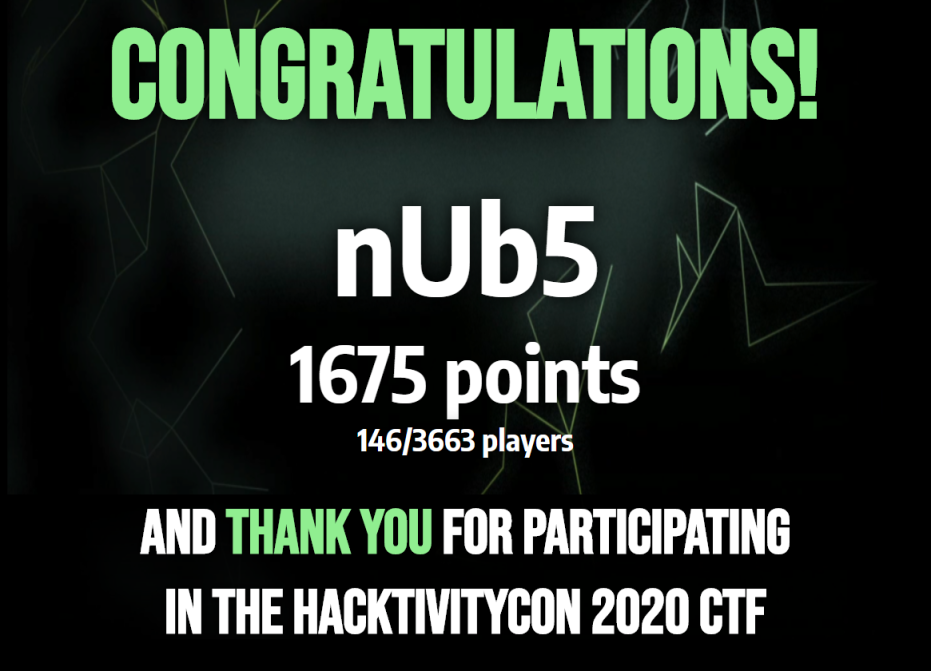 CONGRATULATIONS!
nUb5
1675 points
146/3663 players
AND THANK YOU FOR PARTICIPATING
IN THE HACKTIVITYCON 2020 CTF